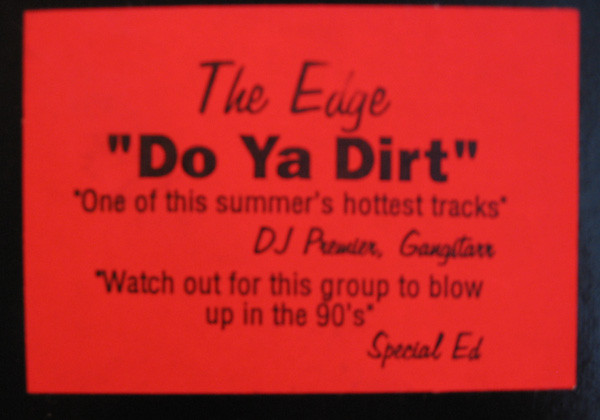 The Edge
"Do Ya Dirt"
"One of this summer's hottest tracks"
DJ Premier, Gangstarr
"Watch out for this group to blow
up in the 90's"
Special Ed